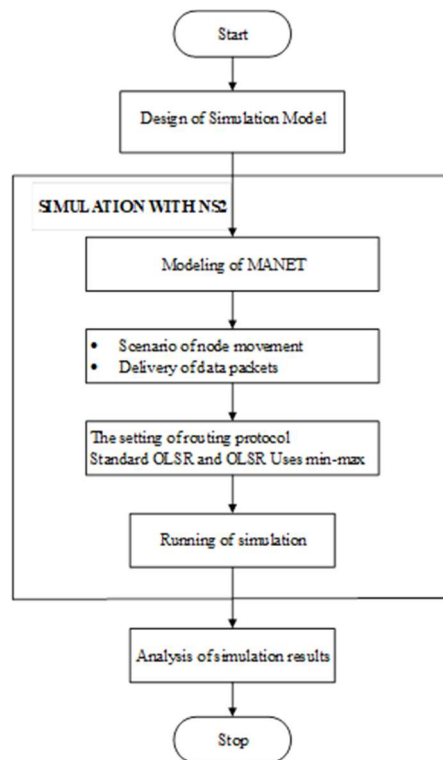 Start
Design of Simulation Model
SIMULATION WITH NS2
Modeling of MANET
• Scenario of node movement
• Delivery of data packets
The setting of routing protocol
Standard OLSR and OLSR Uses min-max
Running of simulation
Analysis of simulation results
Stop